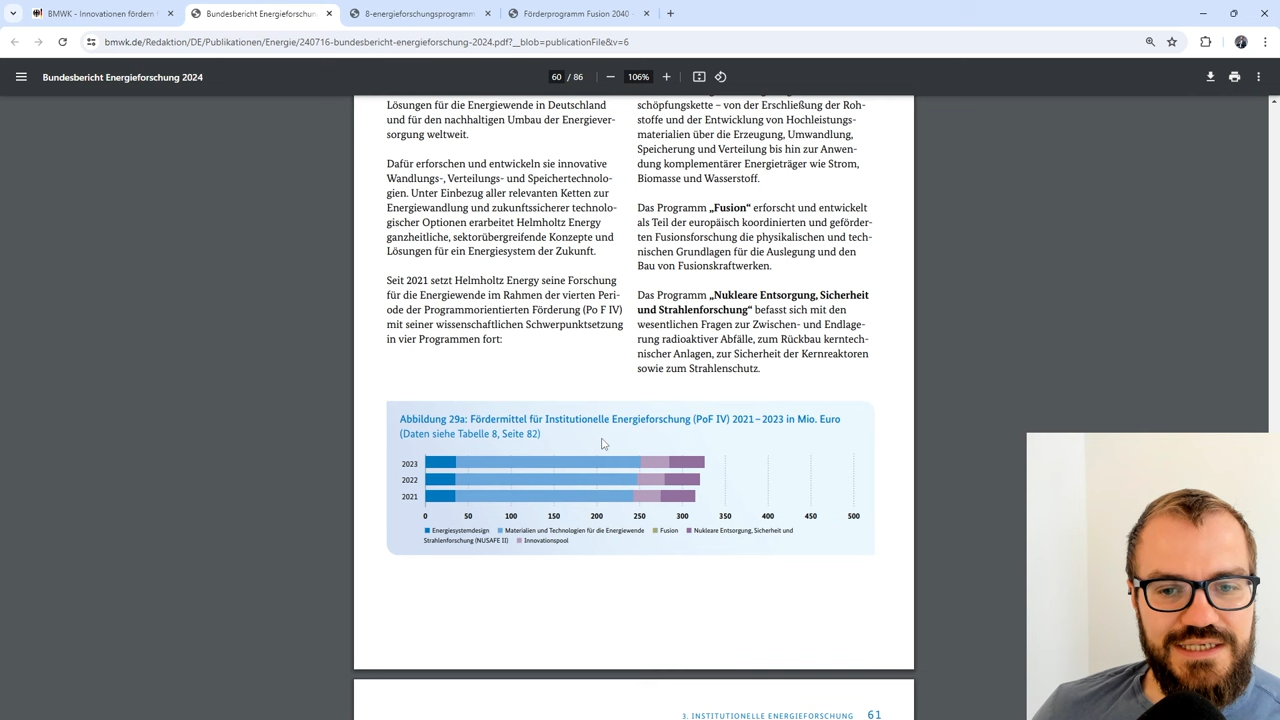 BMWK - Innovationen fördern f
Bundesbericht Energieforschun
8-energieforschungsprogramm
Förderprogramm Fusion 2040 -
bmwk.de/Redaktion/DE/Publikationen/Energie/240716-bundesbericht-energieforschung-2024.pdf?__blob=publicationFile&v=6
Bundesbericht Energieforschung 2024
60 / 86
106%
Lösungen für die Energiewende in Deutschland
und für den nachhaltigen Umbau der Energiever-
sorgung weltweit.
Dafür erforschen und entwickeln sie innovative
Wandlungs-, Verteilungs- und Speichertechnolo-
gien. Unter Einbezug aller relevanten Ketten zur
Energiewandlung und zukunftssicherer technolo-
gischer Optionen erarbeitet Helmholtz Energy
ganzheitliche, sektorübergreifende Konzepte und
Lösungen für ein Energiesystem der Zukunft.
Seit 2021 setzt Helmholtz Energy seine Forschung
für die Energiewende im Rahmen der vierten Peri-
ode der Programmorientierten Förderung (Po F IV)
mit seiner wissenschaftlichen Schwerpunktsetzung
in vier Programmen fort:
schöpfungskette – von der Erschließung der Roh-
stoffe und der Entwicklung von Hochleistungs-
materialien über die Erzeugung, Umwandlung,
Speicherung und Verteilung bis hin zur Anwen-
dung komplementärer Energieträger wie Strom,
Biomasse und Wasserstoff.
Das Programm „Fusion“ erforscht und entwickelt
als Teil der europäisch koordinierten und geförder-
ten Fusionsforschung die physikalischen und tech-
nischen Grundlagen für die Auslegung und den
Bau von Fusionskraftwerken.
Das Programm „Nukleare Entsorgung, Sicherheit
und Strahlenforschung“ befasst sich mit den
wesentlichen Fragen zur Zwischen- und Endlage-
rung radioaktiver Abfälle, zum Rückbau kerntech-
nischer Anlagen, zur Sicherheit der Kernreaktoren
sowie zum Strahlenschutz.
Abbildung 29a: Fördermittel für Institutionelle Energieforschung (PoF IV) 2021 – 2023 in Mio. Euro
(Daten siehe Tabelle 8, Seite 82)
2023
2022
2021
0 50 100 150 200 250 300 350 400 450 500
Energiesystemdesign Materialien und Technologien für die Energiewende Fusion Nukleare Entsorgung, Sicherheit und
Strahlenforschung (NUSAFE II) Innovationspool
3. INSTITUTIONELLE ENERGIEFORSCHUNG 61